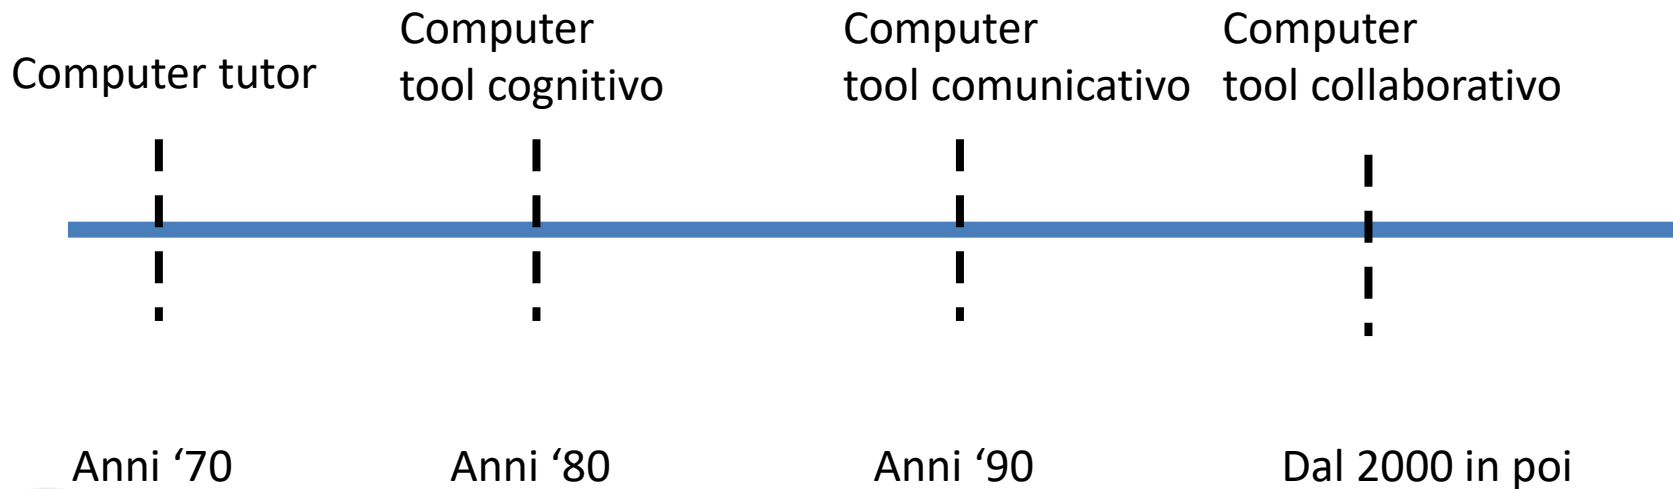 Computer tutor
Computer
tool cognitivo
Computer
tool comunicativo
Computer
tool collaborativo
Anni ‘70
Anni ‘80
Anni ‘90
Dal 2000 in poi